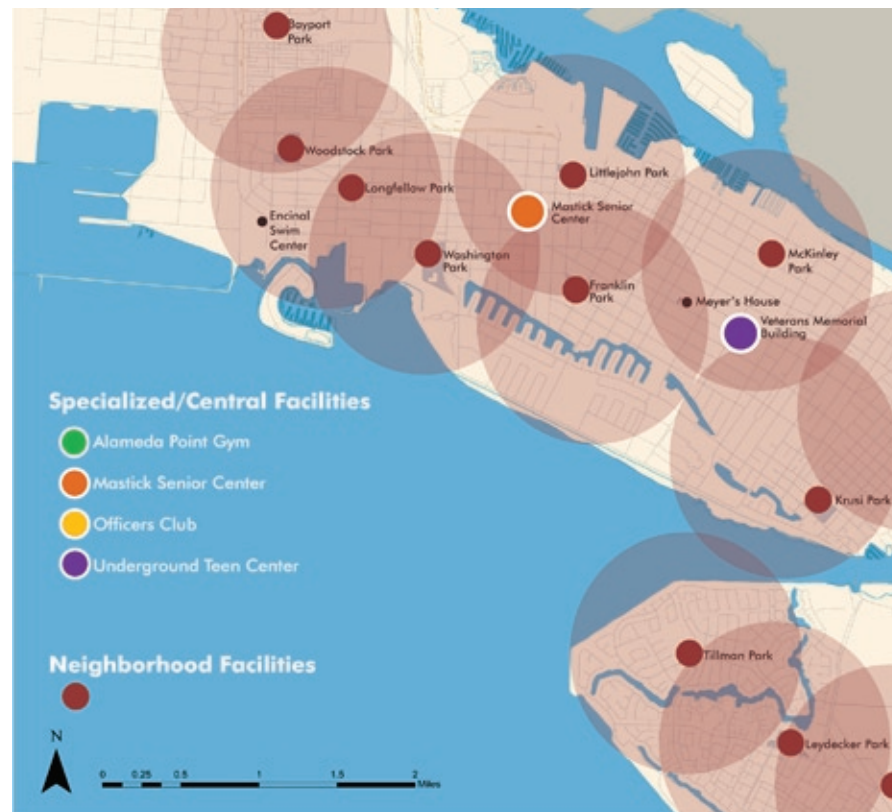 Bayport
Park
Woodstock Park
Longfellow Park
Littlejohn Park
Mastick Senior
Center
Encinal
Swim
Center
Washington
Park
McKinley
Park
Franklin
Park
Meyer's House
Veterans Memorial
Building
Specialized/Central Facilities
Alameda Point Gym
Mastick Senior Center
Officers Club
Underground Teen Center
Krusi Park
Neighborhood Facilities
Tillman Park
Leydecker Park
N
0 0.25 0.5 1 1.5 2
Miles